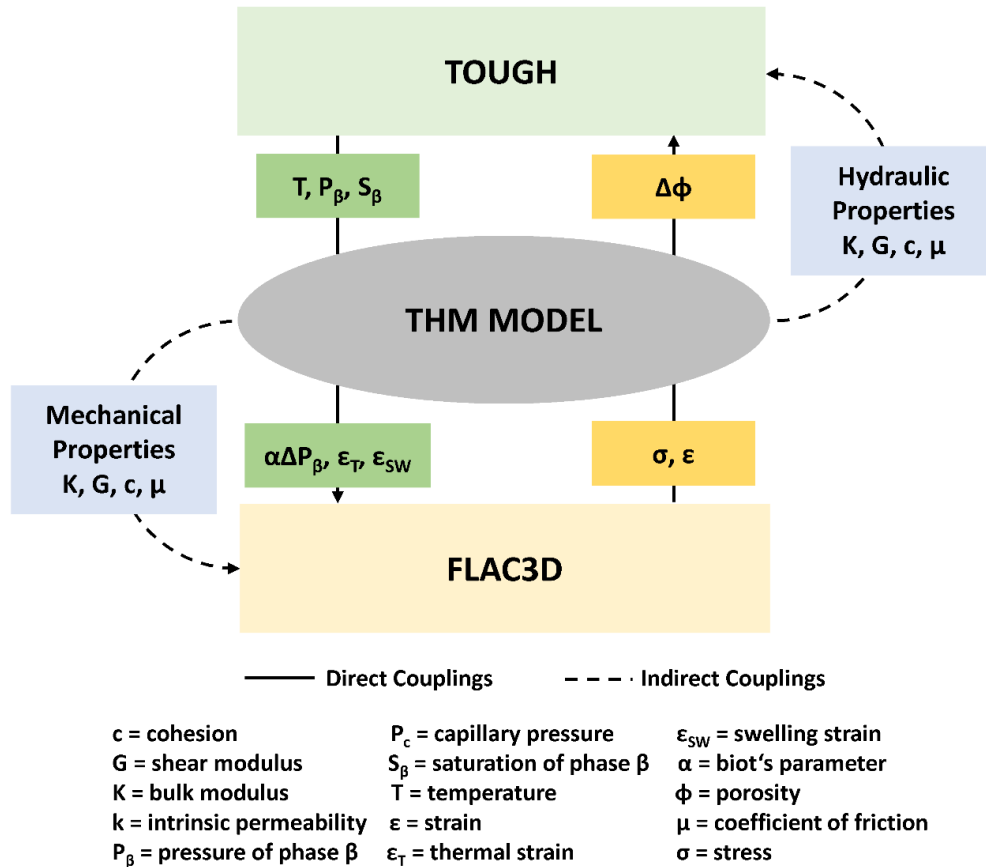 TOUGH
T, Pβ, Sβ
Δϕ
Hydraulic
Properties
K, G, c, μ
THM MODEL
Mechanical
Properties
K, G, c, μ
αΔPβ, εT, εSW
σ, ε
FLAC3D
Direct Couplings
Indirect Couplings
c = cohesion
G = shear modulus
K = bulk modulus
k = intrinsic permeability
Pβ = pressure of phase β
Pc = capillary pressure
Sβ = saturation of phase β
T = temperature
ε = strain
εT = thermal strain
εSW = swelling strain
α = biot‘s parameter
ϕ = porosity
μ = coefficient of friction
σ = stress